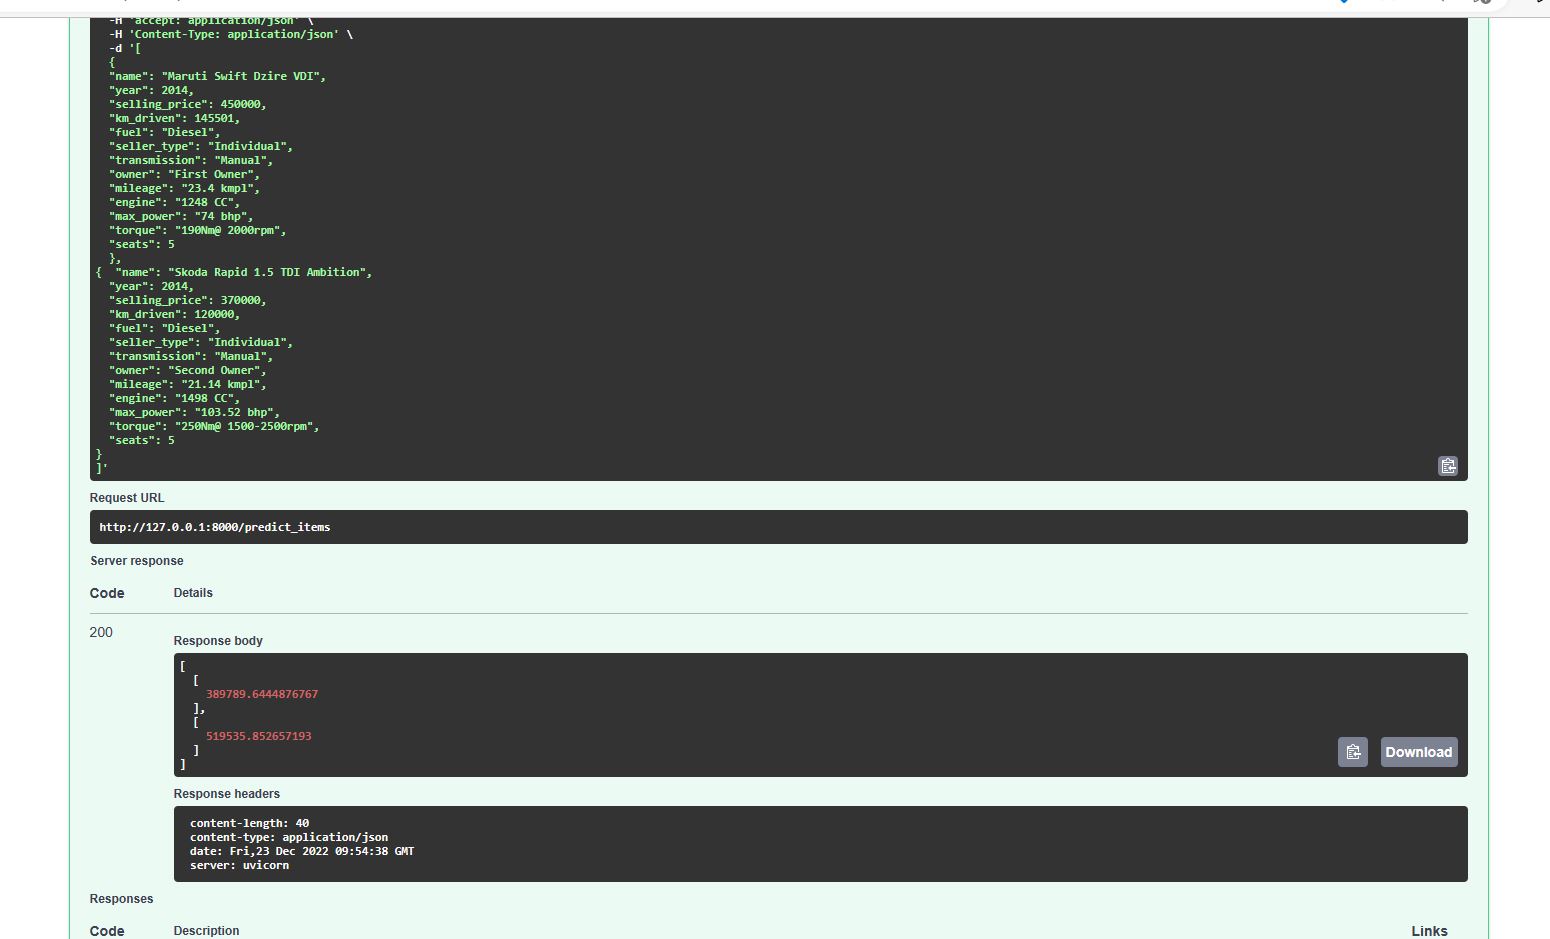 -H 'accept: application/json' \
-H 'Content-Type: application/json' \
-d '[
{
"name": "Maruti Swift Dzire VDI",
"year": 2014,
"selling_price": 450000,
"km_driven": 145501,
"fuel": "Diesel",
"seller_type": "Individual",
"transmission": "Manual",
"owner": "First Owner",
"mileage": "23.4 kmpl",
"engine": "1248 CC",
"max_power": "74 bhp",
"torque": "190Nm@ 2000rpm",
"seats": 5
},
{  "name": "Skoda Rapid 1.5 TDI Ambition",
"year": 2014,
"selling_price": 370000,
"km_driven": 120000,
"fuel": "Diesel",
"seller_type": "Individual",
"transmission": "Manual",
"owner": "Second Owner",
"mileage": "21.14 kmpl",
"engine": "1498 CC",
"max_power": "103.52 bhp",
"torque": "250Nm@ 1500-2500rpm",
"seats": 5
}
]'
Request URL
http://127.0.0.1:8000/predict_items
Server response
Code Details
200
Response body
[
[
389789.6444876767
],
[
519535.852657193
]
]
Download
Response headers
content-length: 40
content-type: application/json
date: Fri,23 Dec 2022 09:54:38 GMT
server: uvicorn
Responses
Code Description Links